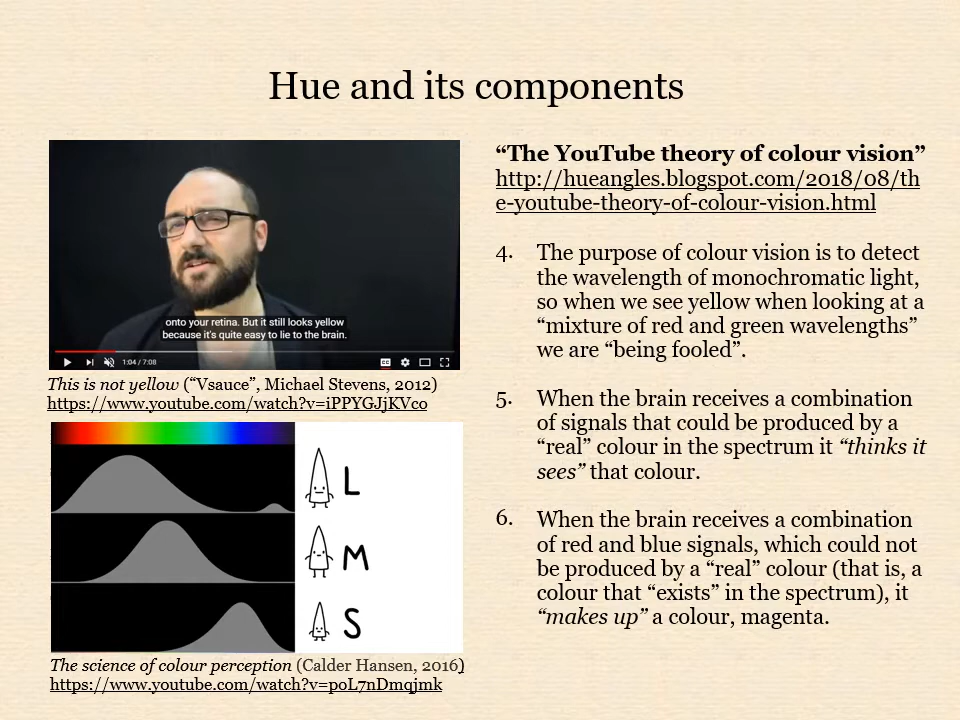 Hue and its components
onto your retina. But it still looks yellow
because it's quite easy to lie to the brain.
1:04 / 7:08
CC
This is not yellow (“Vsauce”, Michael Stevens, 2012)
https://www.youtube.com/watch?v=iPPYGJjKVco
L
M
S
The science of colour perception (Calder Hansen, 2016)
https://www.youtube.com/watch?v=poL7nDmqjmk
“The YouTube theory of colour vision”
http://hueangles.blogspot.com/2018/08/th
e-youtube-theory-of-colour-vision.html
4. The purpose of colour vision is to detect
the wavelength of monochromatic light,
so when we see yellow when looking at a
“mixture of red and green wavelengths”
we are “being fooled”.
5. When the brain receives a combination
of signals that could be produced by a
“real” colour in the spectrum it “thinks it
sees” that colour.
6. When the brain receives a combination
of red and blue signals, which could not
be produced by a “real” colour (that is, a
colour that “exists” in the spectrum), it
“makes up” a colour, magenta.